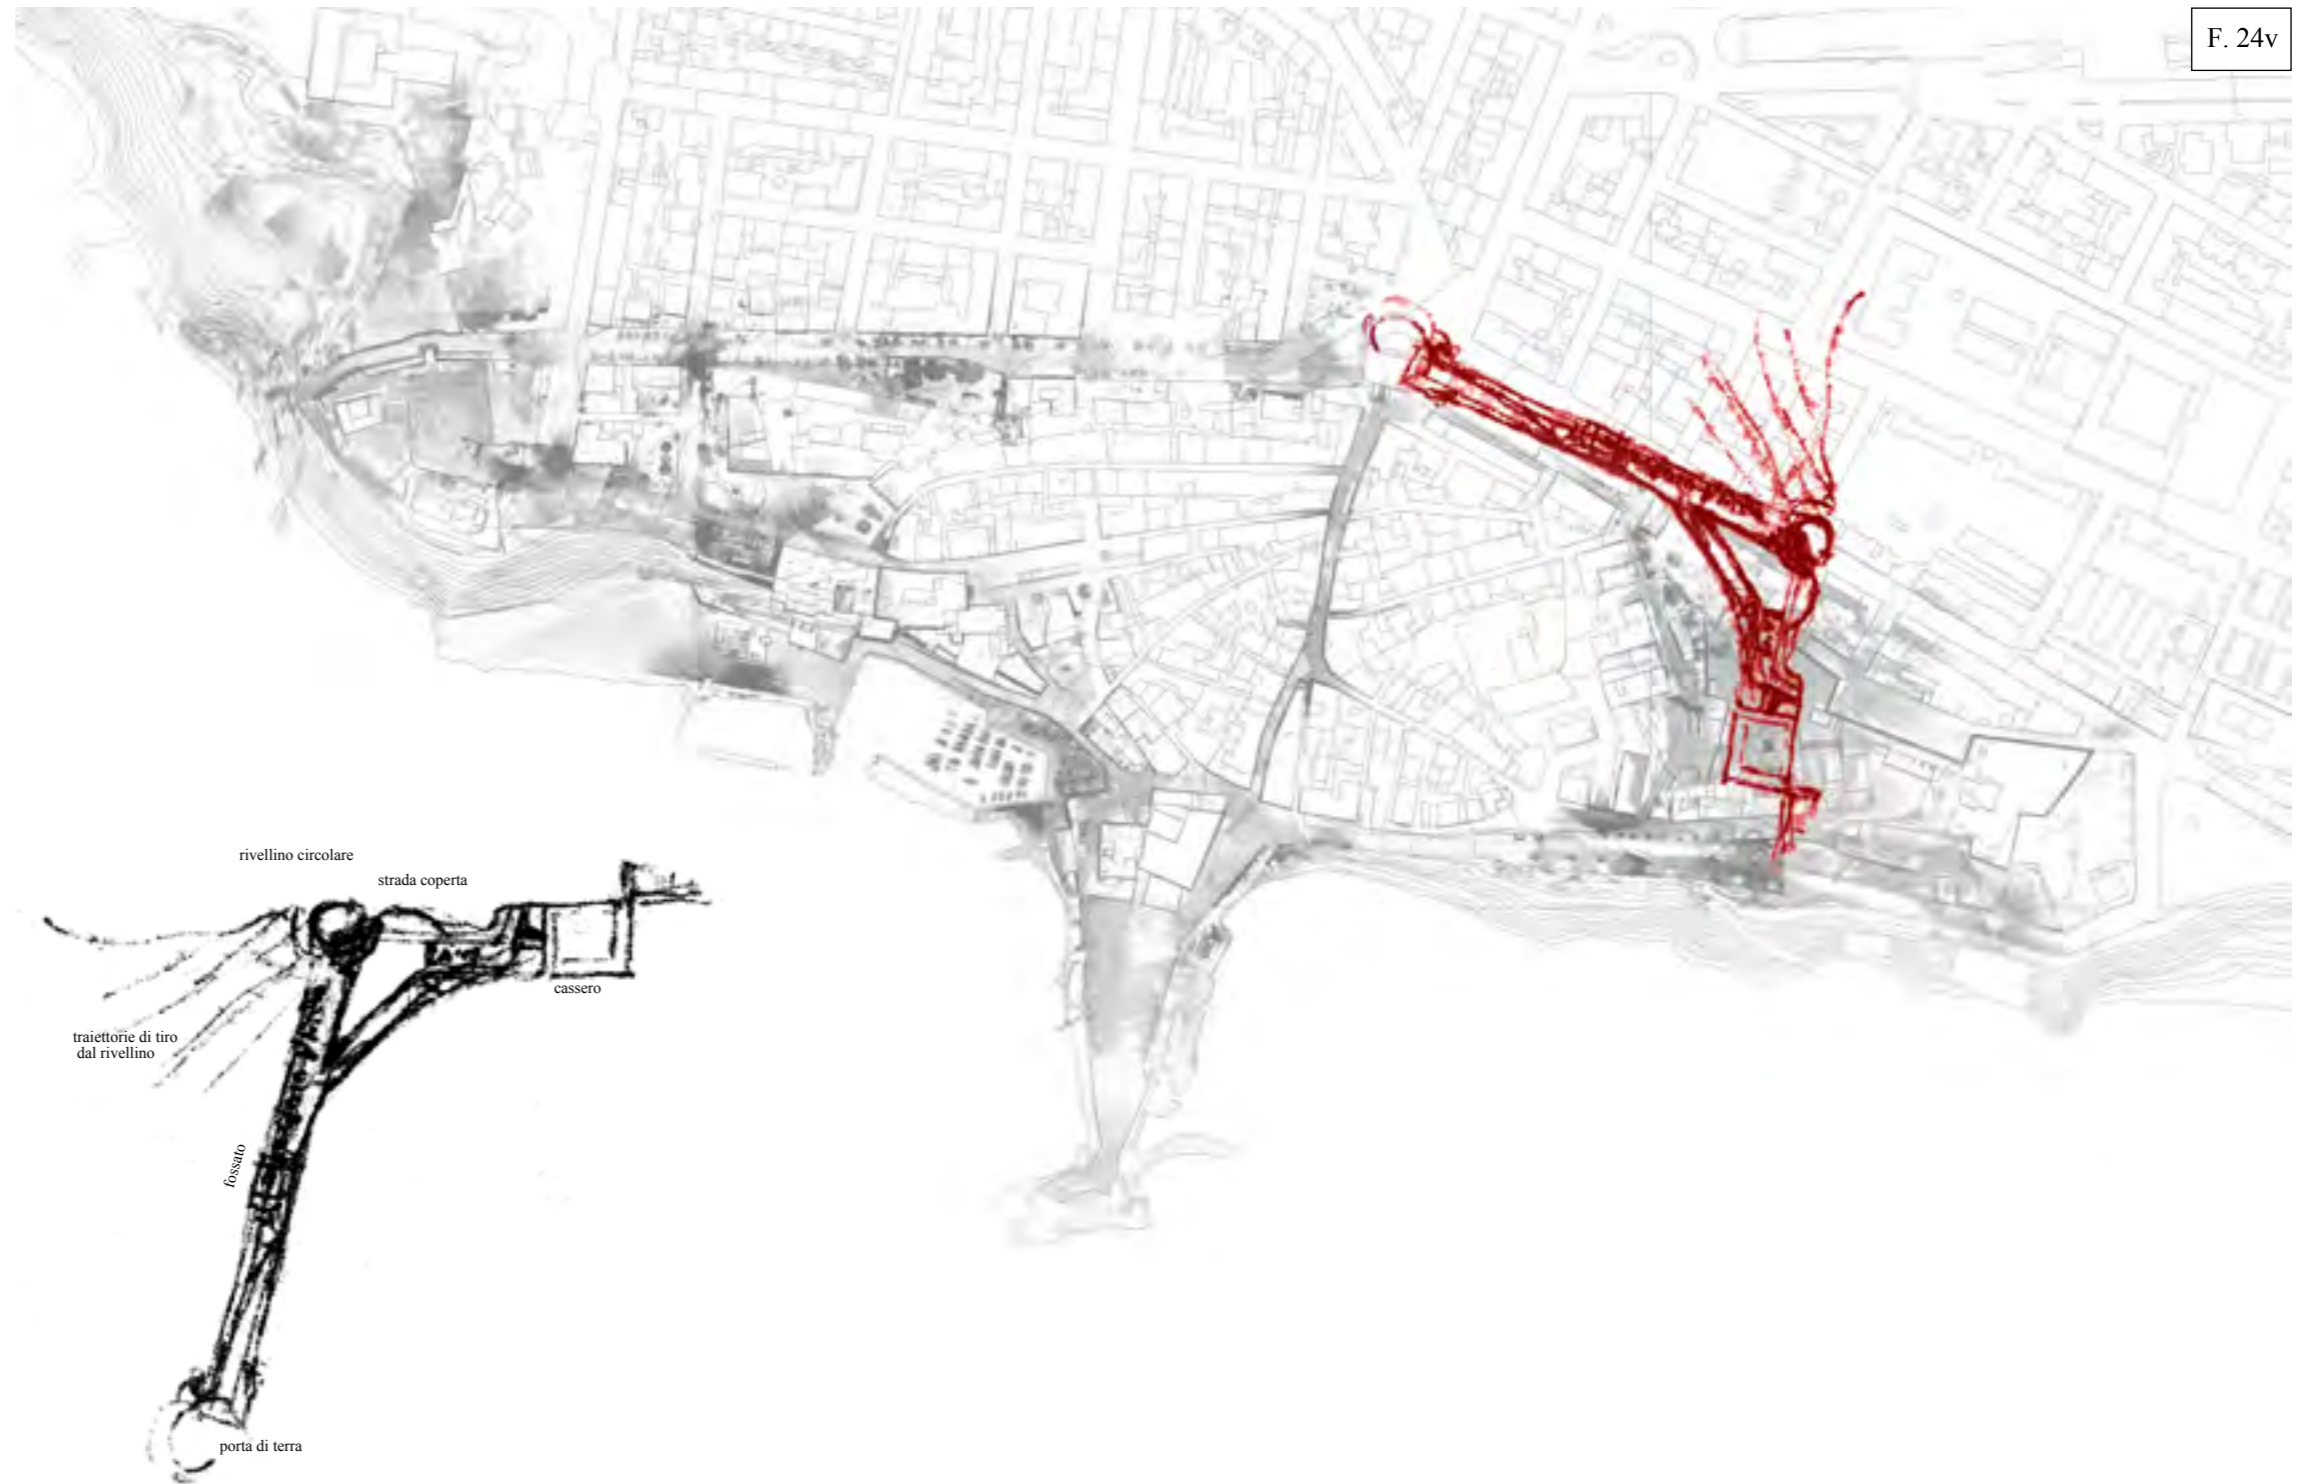 F. 24v
rivellino circolare
strada coperta
cassero
traiettorie di tiro
dal rivellino
fossato
porta di terra